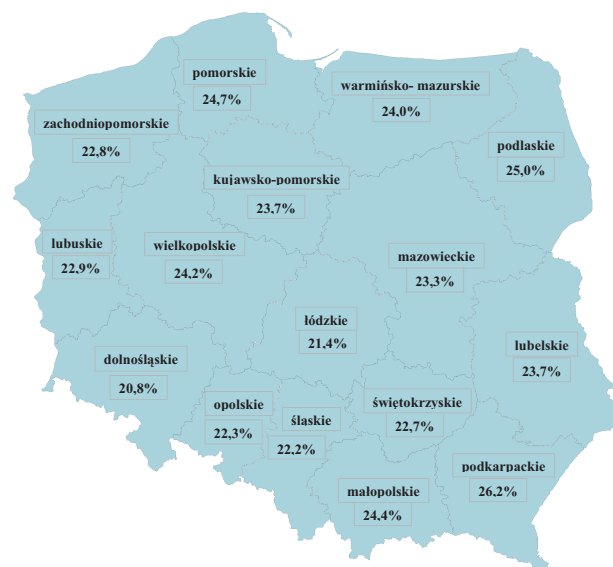 pomorskie
24,7%
warmińsko- mazurskie
24,0%
zachodniopomorskie
22,8%
podlaskie
25,0%
kujawsko-pomorskie
23,7%
lubuskie
22,9%
wielkopolskie
24,2%
mazowieckie
23,3%
łódzkie
21,4%
lubelskie
23,7%
dolnośląskie
20,8%
opolskie
22,3%
śląskie
22,2%
świętokrzyskie
22,7%
podkarpackie
26,2%
małopolskie
24,4%